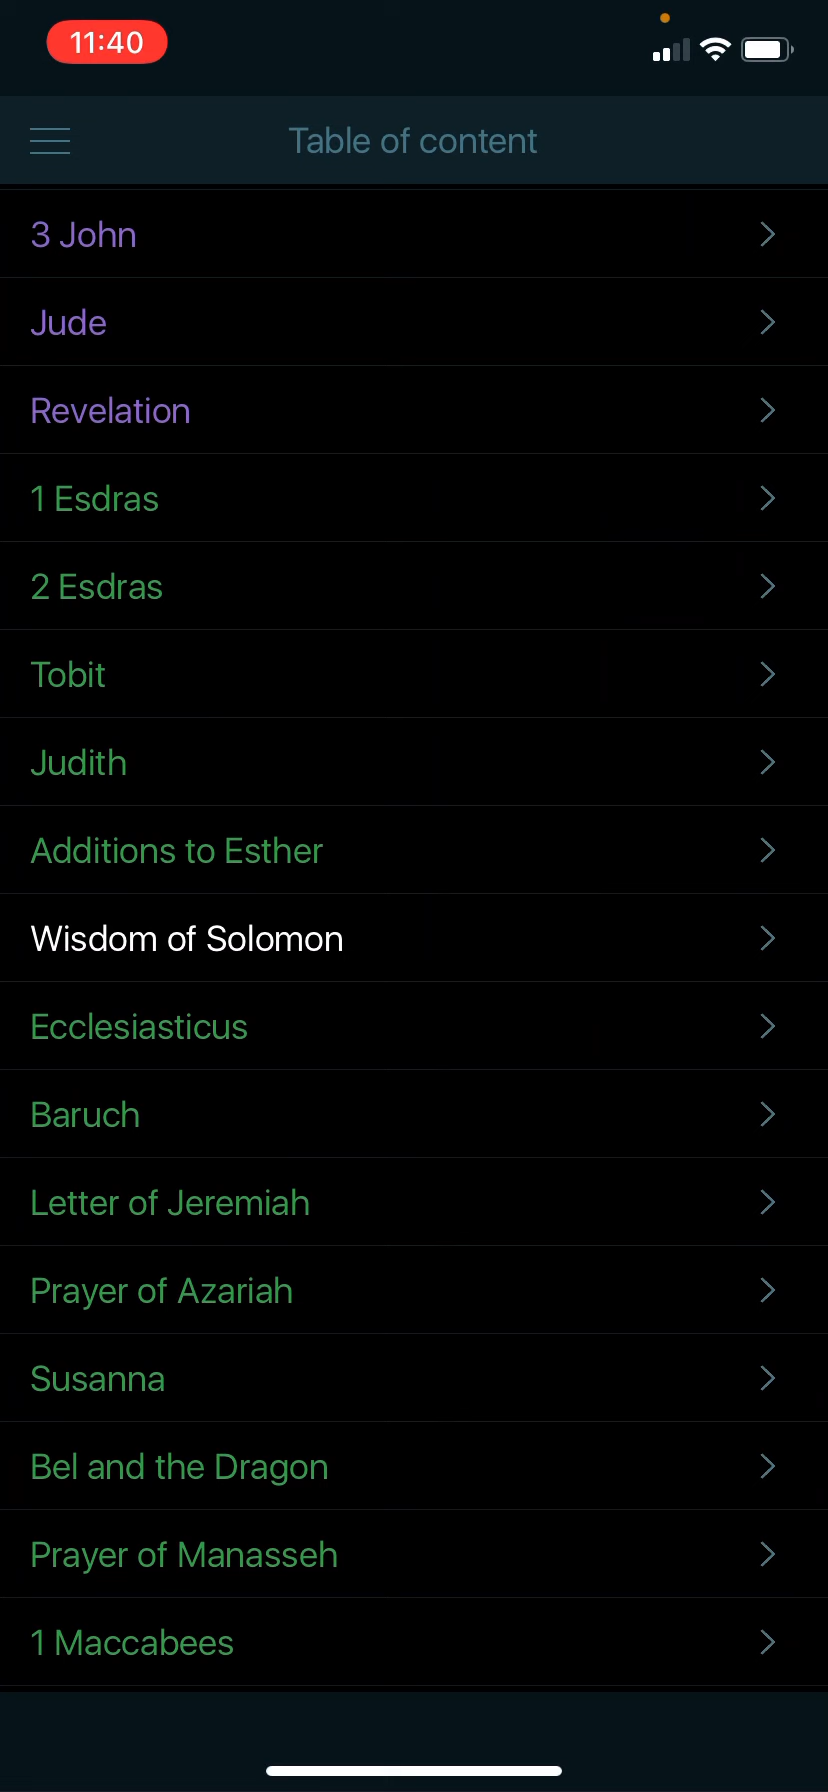 11:40
Table of content
3 John
Jude
Revelation
1 Esdras
2 Esdras
Tobit
Judith
Additions to Esther
Wisdom of Solomon
Ecclesiasticus
Baruch
Letter of Jeremiah
Prayer of Azariah
Susanna
Bel and the Dragon
Prayer of Manasseh
1 Maccabees